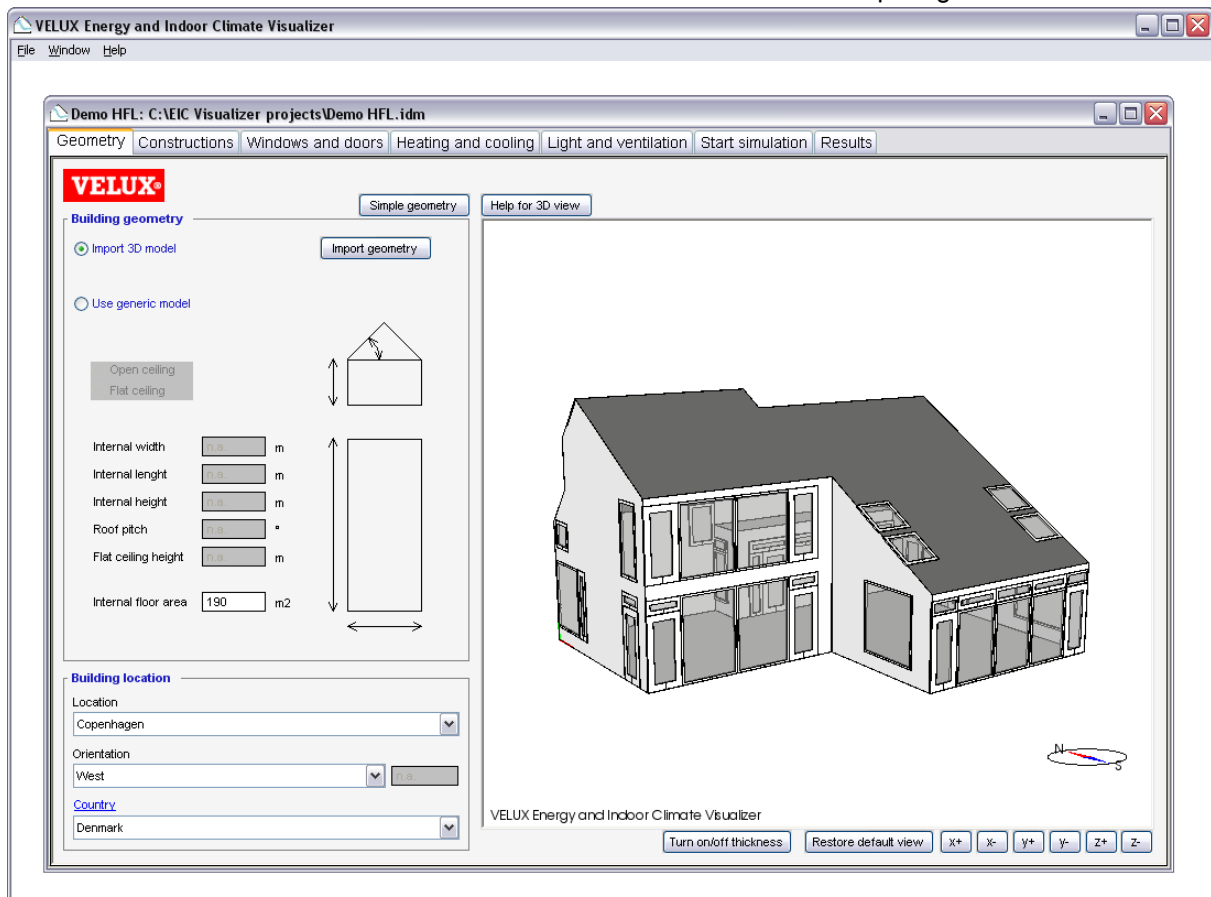 VELUX Energy and Indoor Climate Visualizer
File Window Help
Demo HFL: C:\EIC Visualizer projects\Demo HFL.idm
Geometry Constructions Windows and doors Heating and cooling Light and ventilation Start simulation Results
VELUX®
Simple geometry Help for 3D view
Building geometry
Import 3D model Import geometry
Use generic model
Open ceiling
Flat ceiling
Internal width n.a. m
Internal lenght n.a. m
Internal height n.a. m
Roof pitch n.a. °
Flat ceiling height n.a. m
Internal floor area 190 m2
Building location
Location
Copenhagen
Orientation
West n.a.
Country
Denmark
N
S
VELUX Energy and Indoor Climate Visualizer
Turn on/off thickness Restore default view x+ x- y+ y- z+ z-